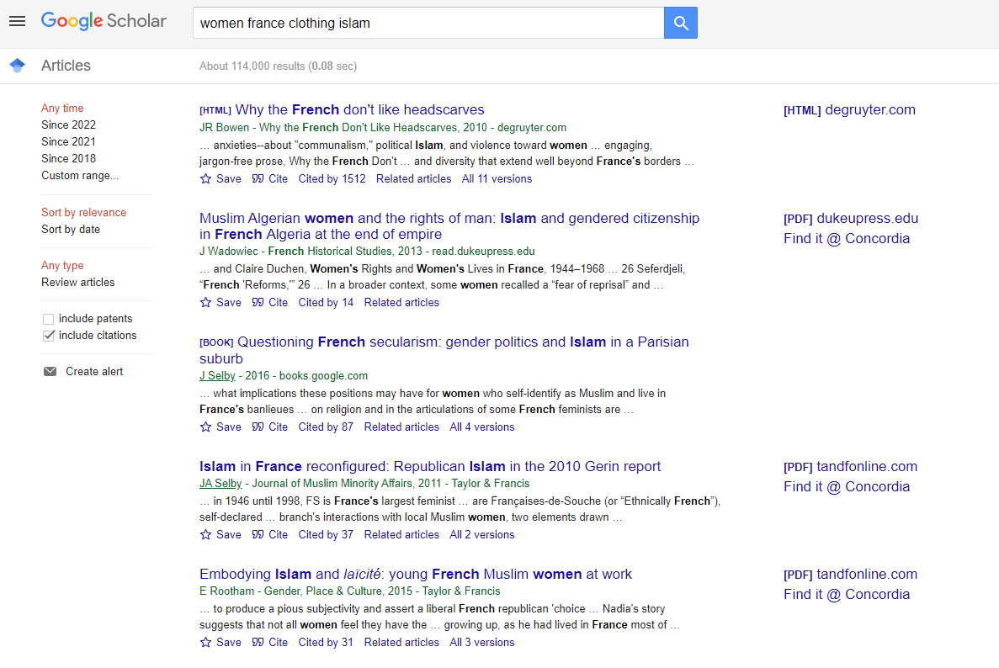 Google Scholar
women france clothing islam
Articles
About 114,000 results (0.08 sec)
Any time
Since 2022
Since 2021
Since 2018
Custom range...
Sort by relevance
Sort by date
Any type
Review articles
include patents
include citations
Create alert
[HTML] Why the French don't like headscarves
JR Bowen - Why the French Don't Like Headscarves, 2010 - degruyter.com
… anxieties--about "communalism," political Islam, and violence toward women … engaging,
jargon-free prose, Why the French Don't … and diversity that extend well beyond France's borders …
Save Cite Cited by 1512 Related articles All 11 versions
[HTML] degruyter.com
Muslim Algerian women and the rights of man: Islam and gendered citizenship
in French Algeria at the end of empire
J Wadowiec - French Historical Studies, 2013 - read.dukeupress.edu
… and Claire Duchen, Women's Rights and Women's Lives in France, 1944–1968 … 26 Seferdjeli,
“French 'Reforms,'” 26 … In a broader context, some women recalled a “fear of reprisal” and …
Save Cite Cited by 14 Related articles
[PDF] dukeupress.edu
Find it @ Concordia
[BOOK] Questioning French secularism: gender politics and Islam in a Parisian
suburb
J Selby - 2016 - books.google.com
… what implications these positions may have for women who self-identify as Muslim and live in
France's banlieues … on religion and in the articulations of some French feminists are …
Save Cite Cited by 87 Related articles All 4 versions
Islam in France reconfigured: Republican Islam in the 2010 Gerin report
JA Selby - Journal of Muslim Minority Affairs, 2011 - Taylor & Francis
… in 1946 until 1998, FS is France's largest feminist … are Françaises-de-Souche (or “Ethnically French”),
self-declared … branch's interactions with local Muslim women, two elements drawn …
Save Cite Cited by 37 Related articles All 2 versions
[PDF] tandfonline.com
Find it @ Concordia
Embodying Islam and laïcité: young French Muslim women at work
E Rootham - Gender, Place & Culture, 2015 - Taylor & Francis
… to produce a pious subjectivity and assert a liberal French republican 'choice … Nadia's story
suggests that not all women feel they have the … growing up, as he had lived in France most of …
Save Cite Cited by 31 Related articles All 3 versions
[PDF] tandfonline.com
Find it @ Concordia